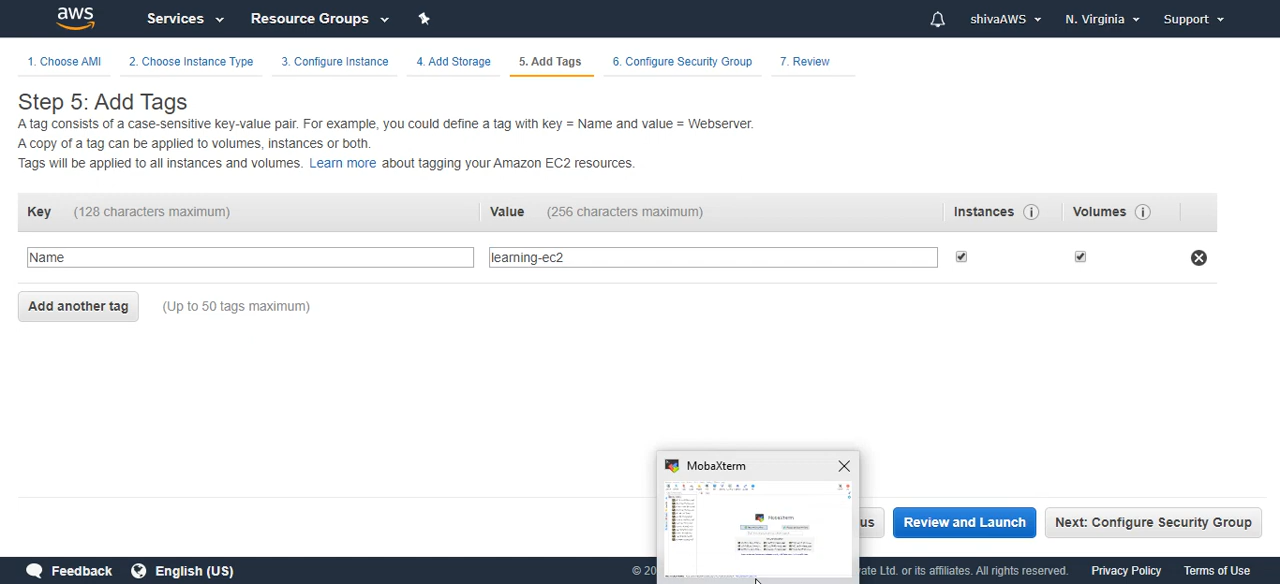 aws Services Resource Groups shivaAWS N. Virginia Support
1. Choose AMI 2. Choose Instance Type 3. Configure Instance 4. Add Storage 5. Add Tags 6. Configure Security Group 7. Review
Step 5: Add Tags
A tag consists of a case-sensitive key-value pair. For example, you could define a tag with key = Name and value = Webserver.
A copy of a tag can be applied to volumes, instances or both.
Tags will be applied to all instances and volumes. Learn more about tagging your Amazon EC2 resources.
Key (128 characters maximum) Value (256 characters maximum) Instances i Volumes i
Name learning-ec2
Add another tag (Up to 50 tags maximum)
MobaXterm
MobaXterm
us Review and Launch Next: Configure Security Group
Feedback English (US) © 20 ate Ltd. or its affiliates. All rights reserved. Privacy Policy Terms of Use